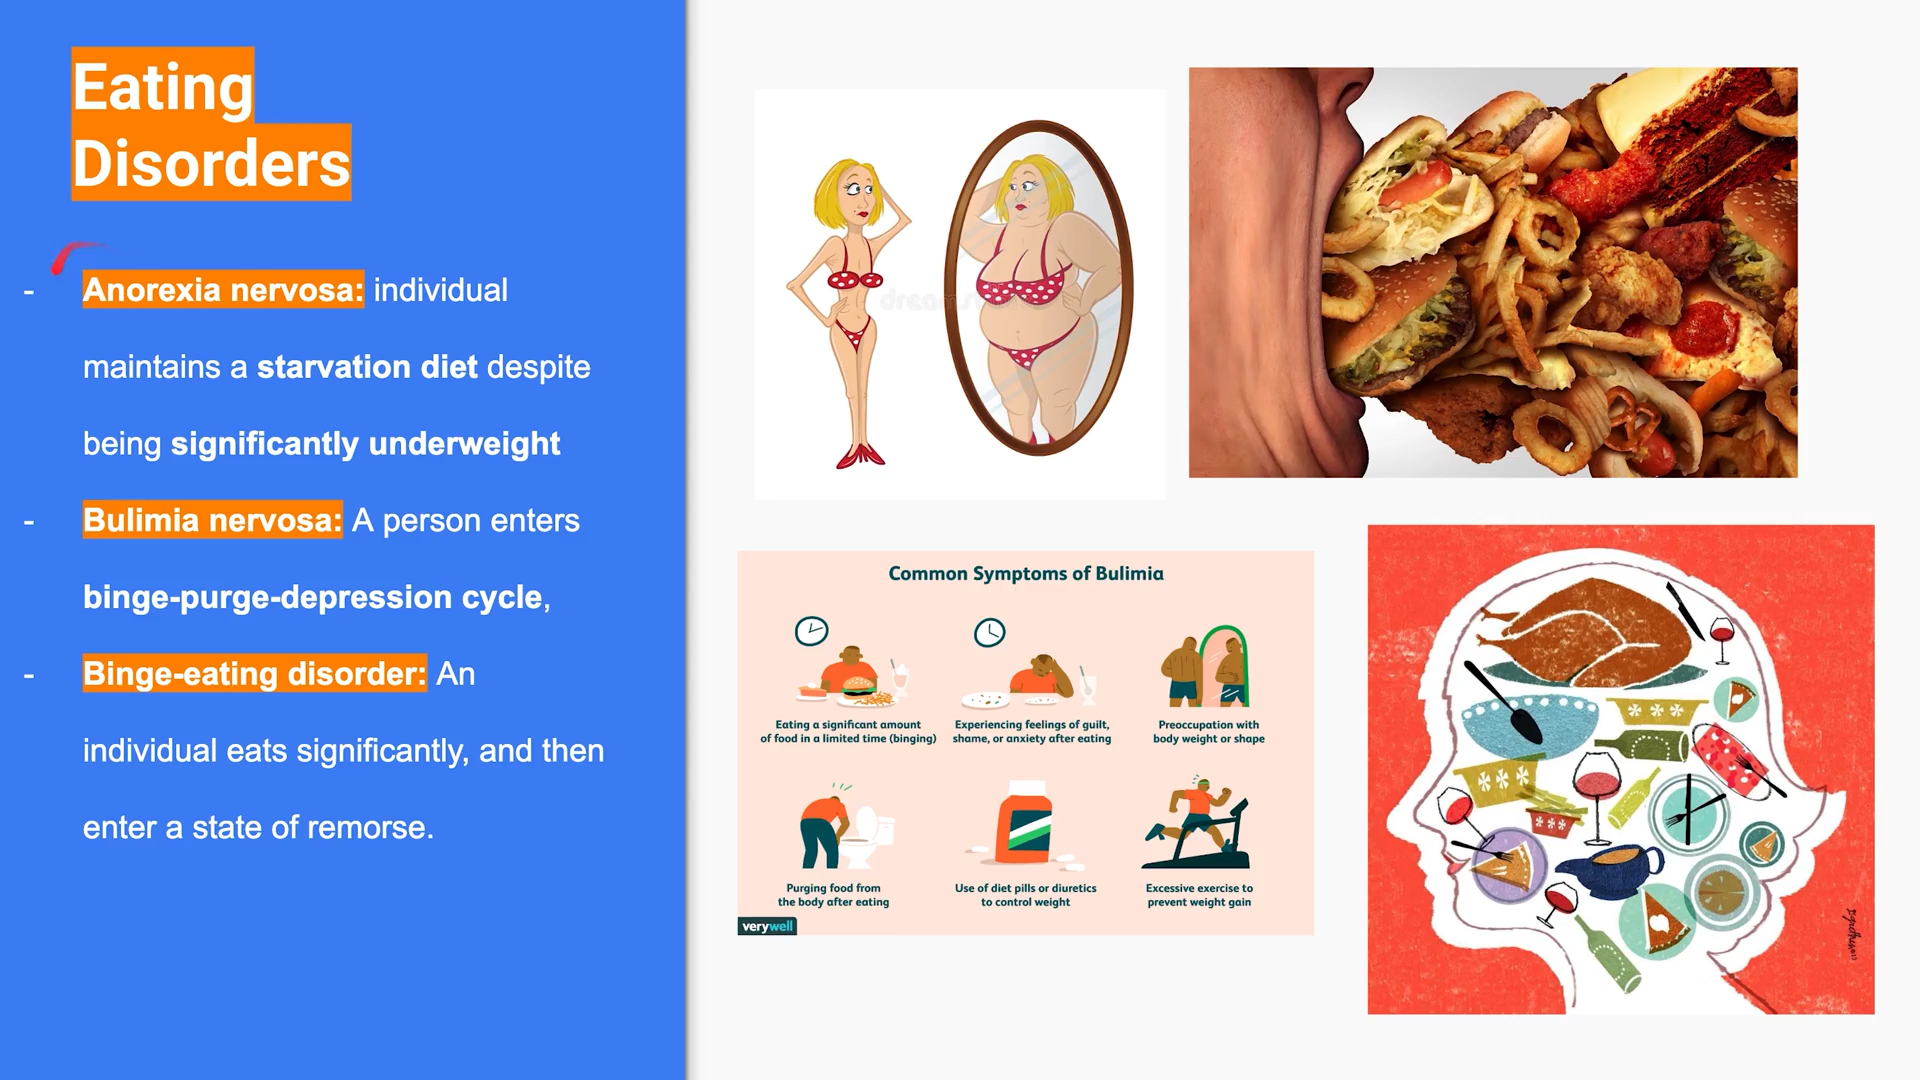 Eating
Disorders
- Anorexia nervosa: individual
maintains a starvation diet despite
being significantly underweight
- Bulimia nervosa: A person enters
binge-purge-depression cycle,
- Binge-eating disorder: An
individual eats significantly, and then
enter a state of remorse.
Common Symptoms of Bulimia
Eating a significant amount
of food in a limited time (binging)
Experiencing feelings of guilt,
shame, or anxiety after eating
Preoccupation with
body weight or shape
Purging food from
the body after eating
Use of diet pills or diuretics
to control weight
Excessive exercise to
prevent weight gain
verywell